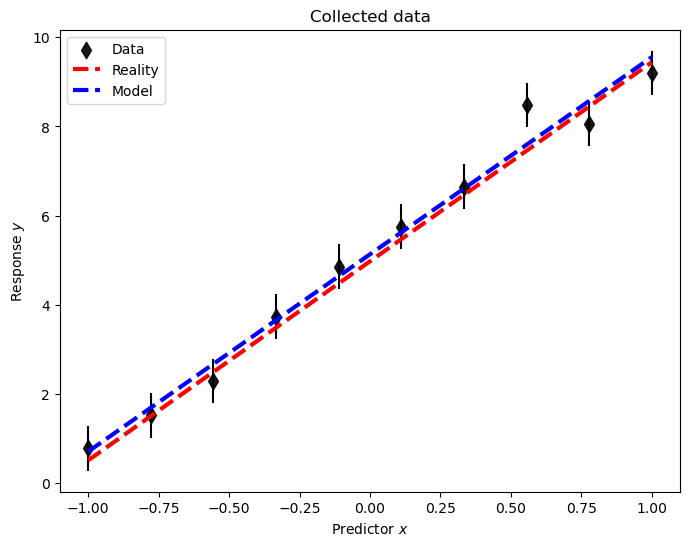 Collected data
Data
Reality
Model
10
8
6
4
2
0
Response y
−1.00
−0.75
−0.50
−0.25
0.00
0.25
0.50
0.75
1.00
Predictor x